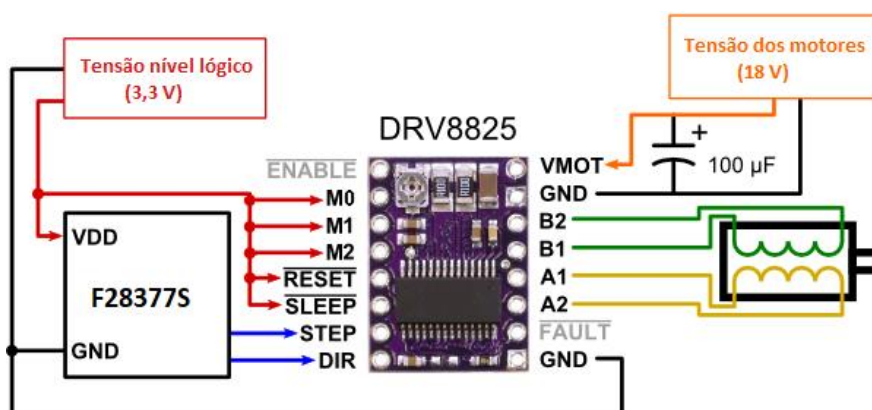 Tensão nível lógico
(3,3 V)
Tensão dos motores
(18 V)
DRV8825
ENABLE
M0
M1
M2
RESET
SLEEP
STEP
DIR
VMOT
GND
B2
B1
A1
A2
FAULT
GND
+
100 µF
VDD
F28377S
GND